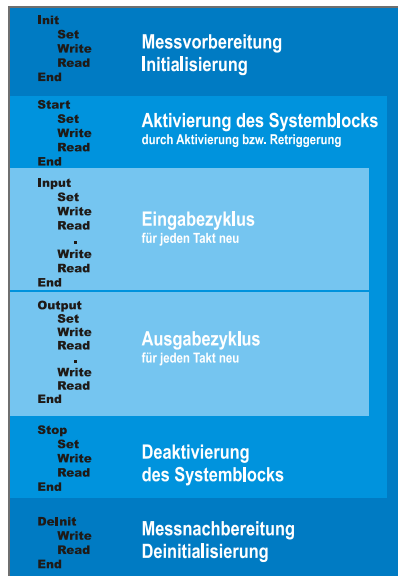 Init
Set
Write
Read
End
Messvorbereitung
Initialisierung
Start
Set
Write
Read
End
Aktivierung des Systemblocks
durch Aktivierung bzw. Retriggerung
Input
Set
Write
Read
.
Write
Read
End
Eingabezyklus
für jeden Takt neu
Output
Set
Write
Read
.
Write
Read
End
Ausgabezyklus
für jeden Takt neu
Stop
Set
Write
Read
End
Deaktivierung
des Systemblocks
DeInit
Write
Read
End
Messnachbereitung
Deinitialisierung